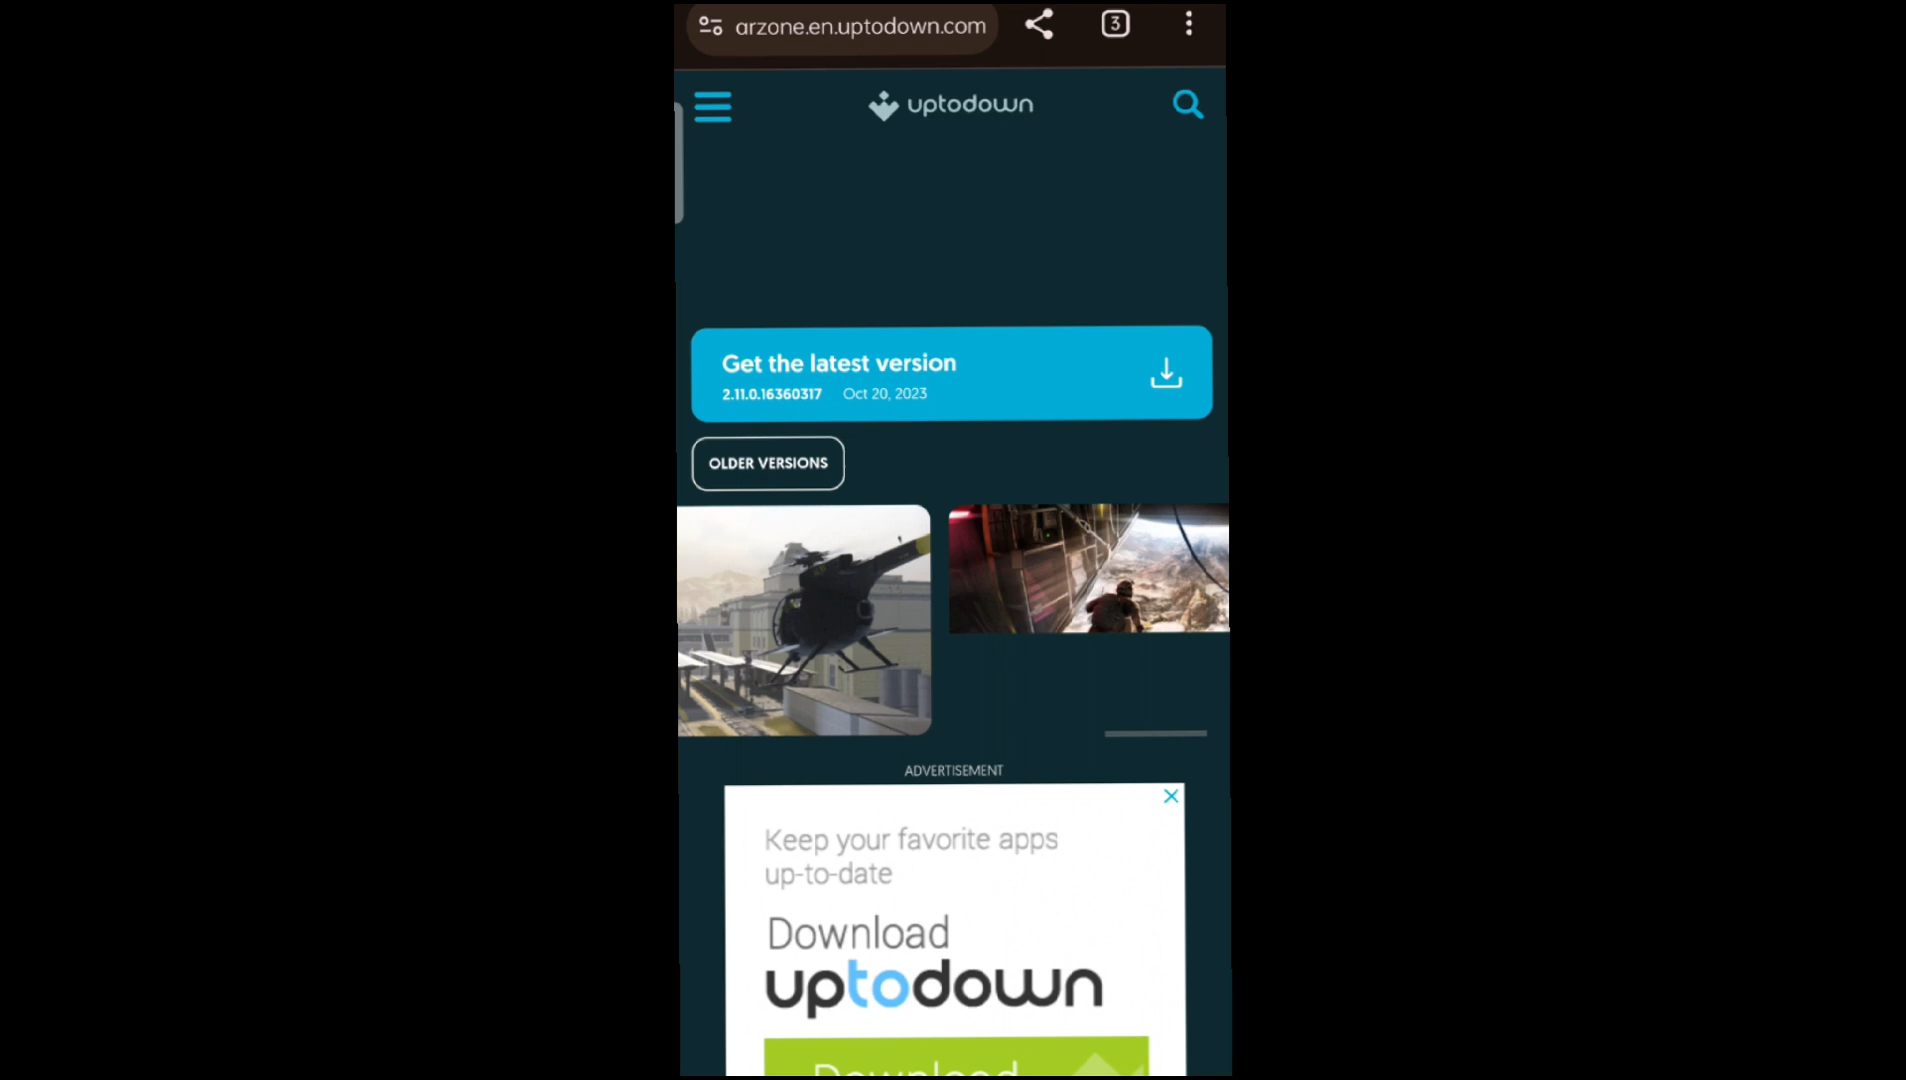 arzone.en.uptodown.com
3
uptodown
Get the latest version
2.11.0.16360317 Oct 20, 2023
OLDER VERSIONS
ADVERTISEMENT
Keep your favorite apps
up-to-date
Download
uptodown
Download